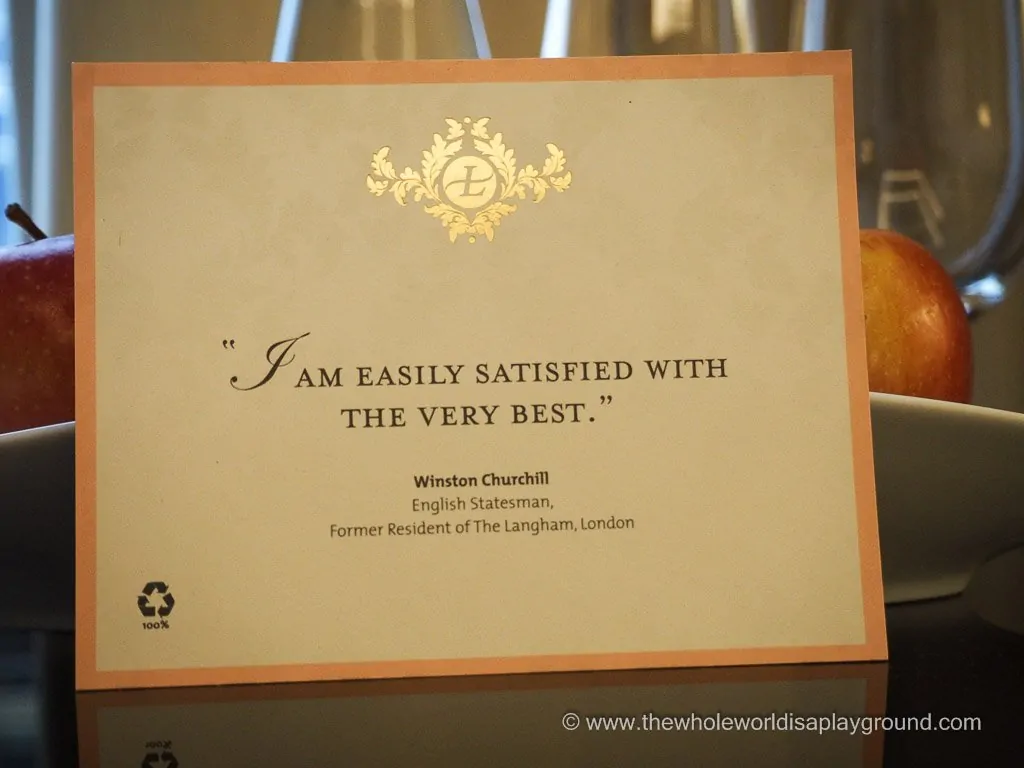 L
“I AM EASILY SATISFIED WITH
THE VERY BEST.”
Winston Churchill
English Statesman,
Former Resident of The Langham, London
100%
© www.thewholeworldisaplayground.com